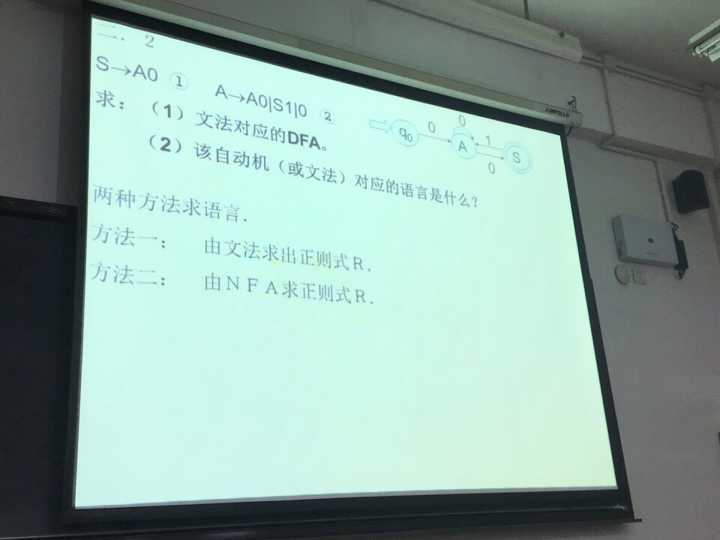 二. 2
S→A0 ① A→A0|S1|0 ②
求：（1）文法对应的DFA。
（2）该自动机（或文法）对应的语言是什么？
q0 0 A 0 1 0 S
两种方法求语言.
方法一： 由文法求出正则式R.
方法二： 由NFA求正则式R.